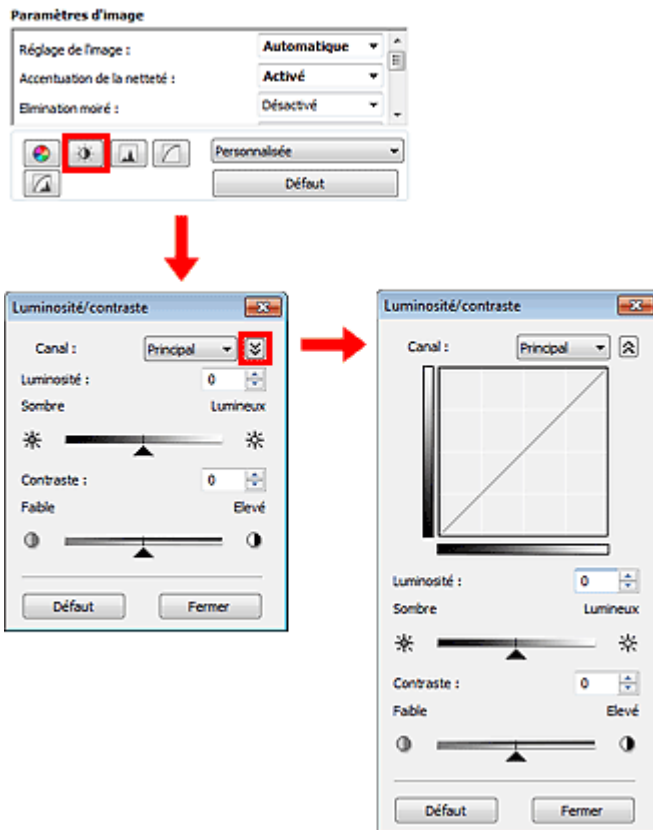 Paramètres d'image
Réglage de l'image : Automatique
Accentuation de la netteté : Activé
Elimination moiré : Désactivé
Personnalisée
Défaut
Luminosité/contraste
Canal : Principal
Luminosité : 0
Sombre Lumineux
Contraste : 0
Faible Elevé
Défaut Fermer
Luminosité/contraste
Canal : Principal
Luminosité : 0
Sombre Lumineux
Contraste : 0
Faible Elevé
Défaut Fermer